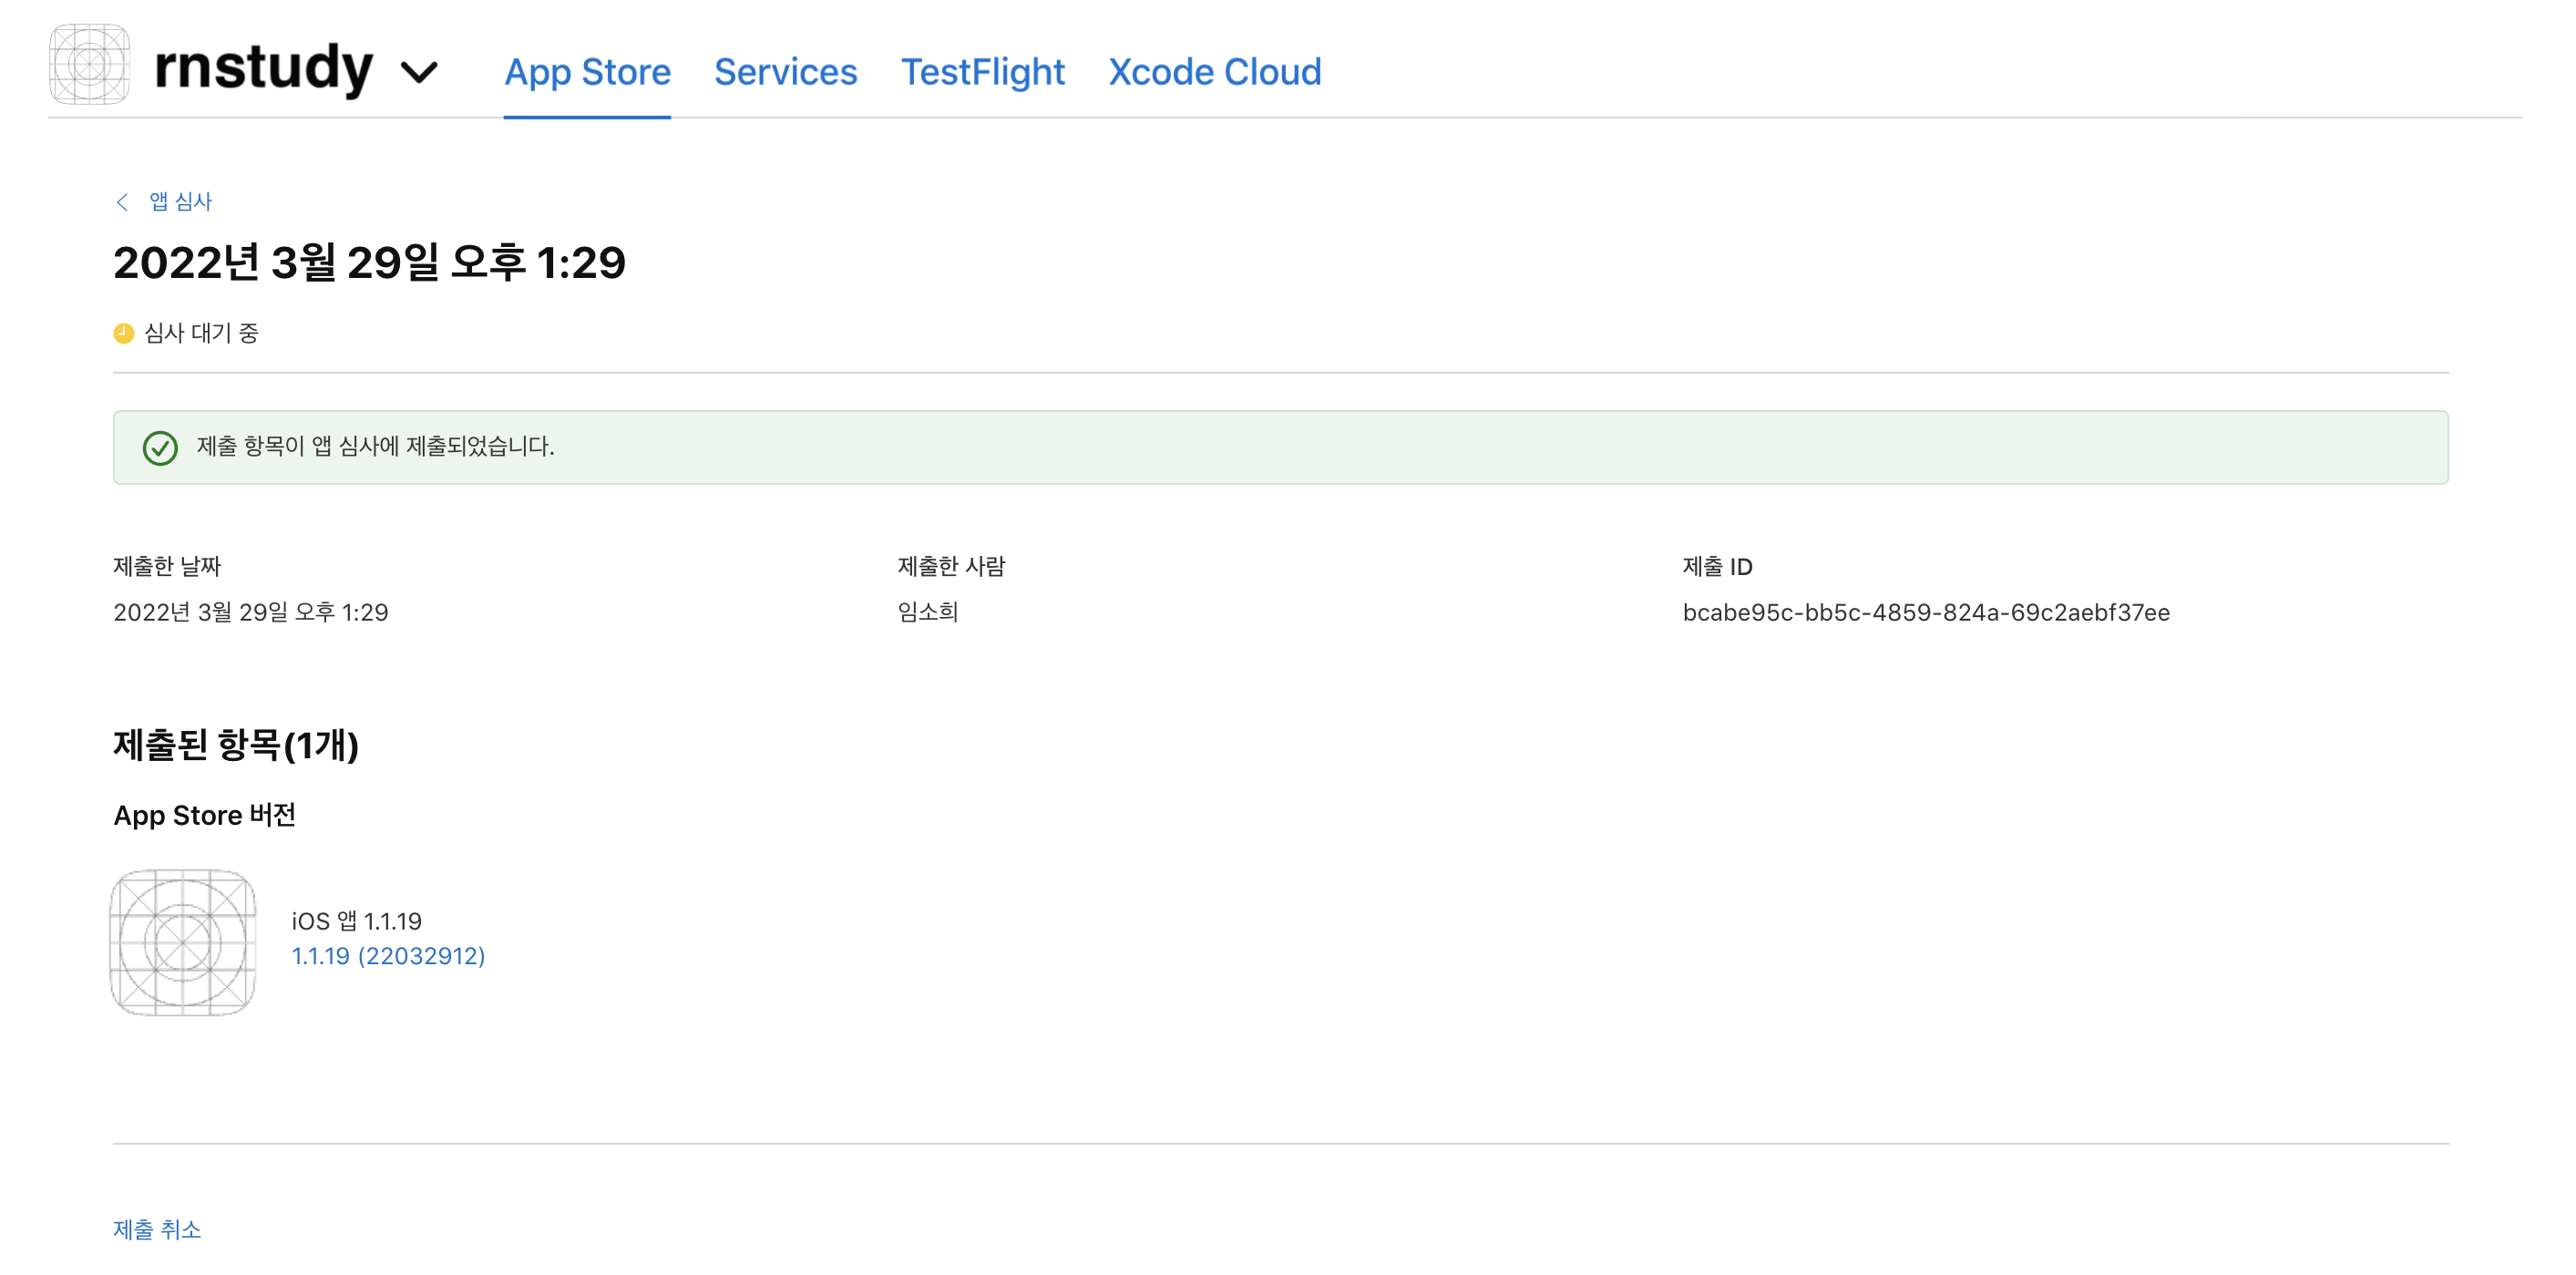 rnstudy
App Store
Services
TestFlight
Xcode Cloud
앱 심사
2022년 3월 29일 오후 1:29
심사 대기 중
제출 항목이 앱 심사에 제출되었습니다.
제출한 날짜
2022년 3월 29일 오후 1:29
제출한 사람
임소희
제출 ID
bcabe95c-bb5c-4859-824a-69c2aebf37ee
제출된 항목(1개)
App Store 버전
iOS 앱 1.1.19
1.1.19 (22032912)
제출 취소